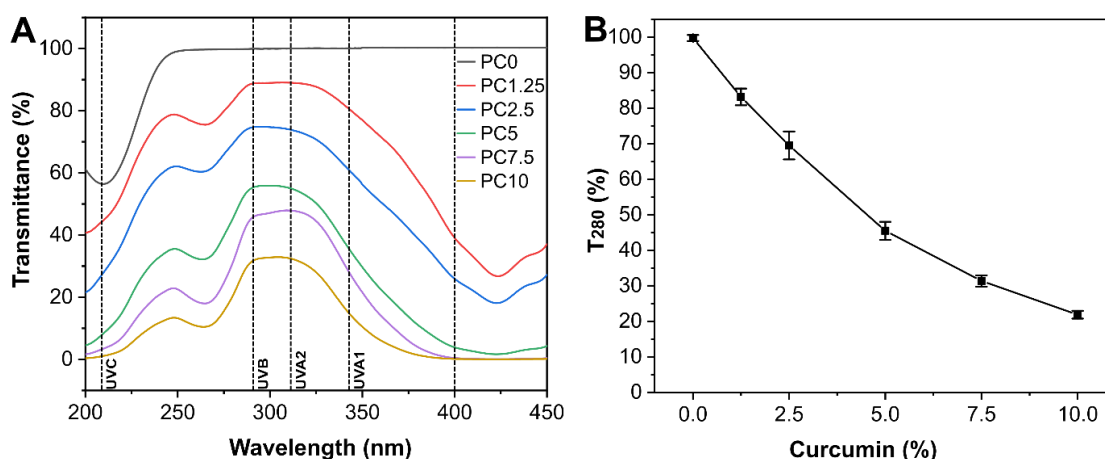 A
Transmittance (%)
100
80
60
40
20
0
PC0
PC1.25
PC2.5
PC5
PC7.5
PC10
UVC
UVB
UVA2
UVA1
200
250
300
350
400
450
Wavelength (nm)
B
T280 (%)
100
90
80
70
60
50
40
30
20
10
0
0.0
2.5
5.0
7.5
10.0
Curcumin (%)